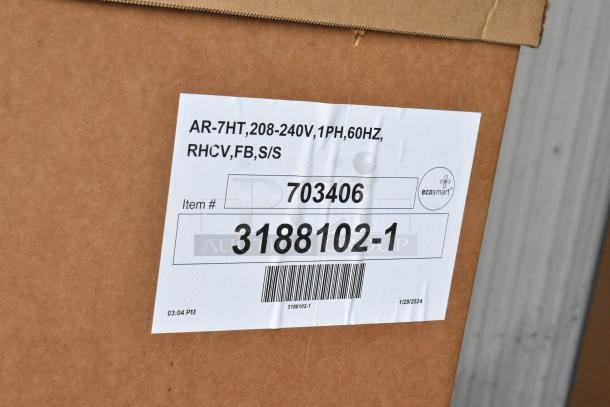 AR-7HT,208-240V,1PH,60HZ,
RHCV,FB,S/S
Item # 703406
ecosmart™
3188102-1
3188102-1
03:04 PM 1/29/2024